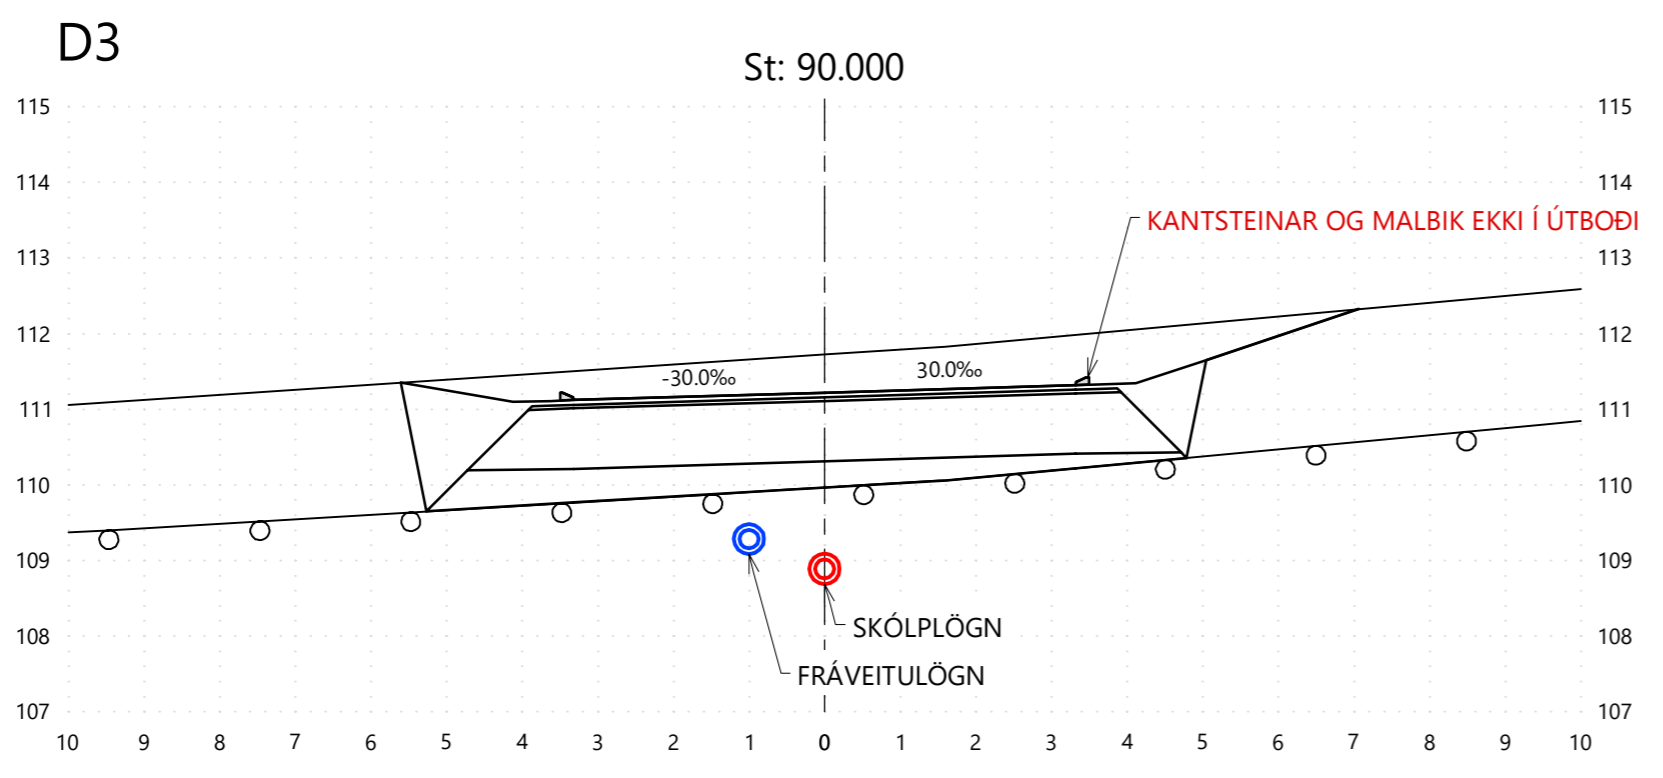 D3
St: 90.000
115 115
114 114
KANTSTEINAR OG MALBIK EKKI Í ÚTBOÐI
113 113
112 112
-30.0‰ 30.0‰
111 111
110 110
109 109
SKÓLPLÖGN
108 108
FRÁVEITULÖGN
107 107
10 9 8 7 6 5 4 3 2 1 0 1 2 3 4 5 6 7 8 9 10